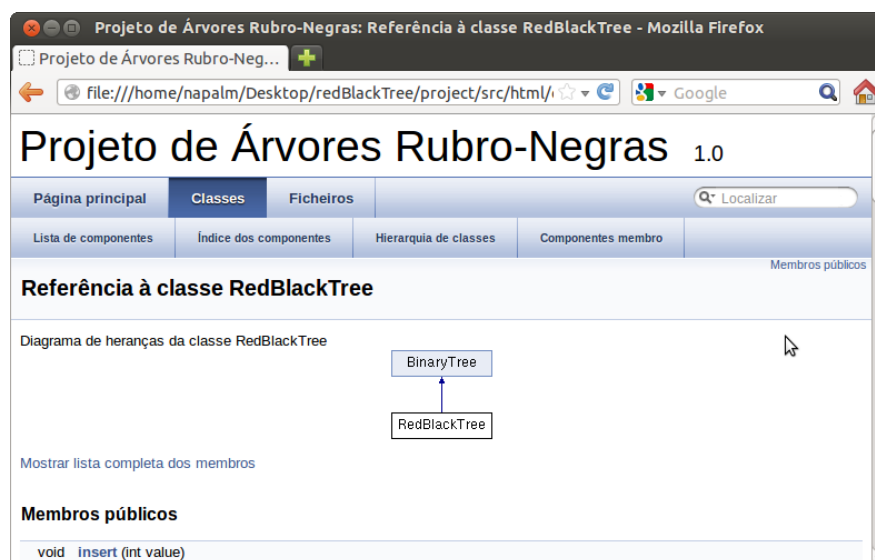 Projeto de Árvores Rubro-Negras: Referência à classe RedBlackTree - Mozilla Firefox
Projeto de Árvores Rubro-Neg...
file:///home/napalm/Desktop/redBlackTree/project/src/html/
Google
Projeto de Árvores Rubro-Negras 1.0
Página principal Classes Ficheiros Localizar
Lista de componentes Índice dos componentes Hierarquia de classes Componentes membro
Membros públicos
Referência à classe RedBlackTree
Diagrama de heranças da classe RedBlackTree
BinaryTree
RedBlackTree
Mostrar lista completa dos membros
Membros públicos
void insert (int value)